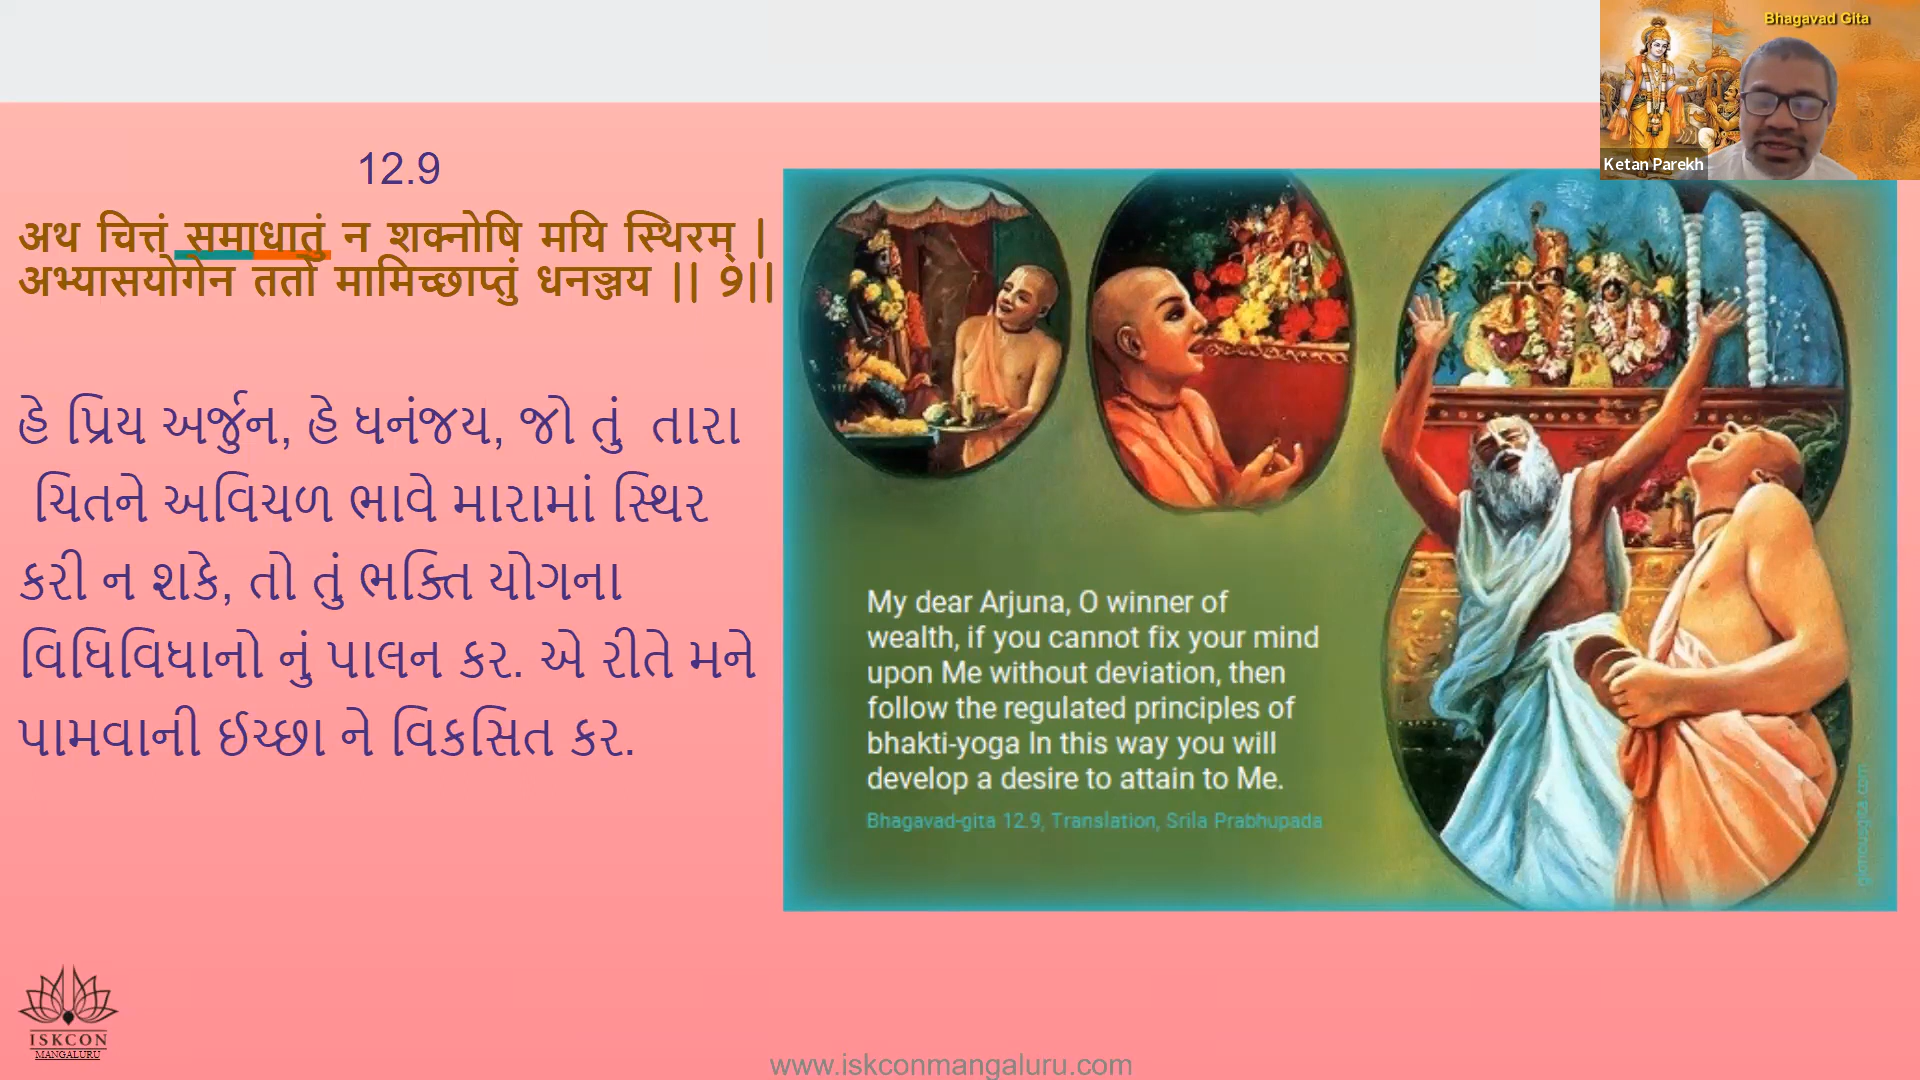 Bhagavad Gita
Ketan Parekh
12.9
अथ चित्तं समाधातुं न शक्नोषि मयि स्थिरम् |
अभ्यासयोगेन ततो मामिच्छाप्तुं धनञ्जय || ९||
હે પ્રિય અર્જુન, હે ધનંજય, જો તું તારા
ચિતને અવિચળ ભાવે મારામાં સ્થિર
કરી ન શકે, તો તું ભક્તિ યોગના
વિધિવિધાનો નું પાલન કર. એ રીતે મને
પામવાની ઈચ્છા ને વિકસિત કર.
My dear Arjuna, O winner of
wealth, if you cannot fix your mind
upon Me without deviation, then
follow the regulated principles of
bhakti-yoga In this way you will
develop a desire to attain to Me.
Bhagavad-gita 12.9, Translation, Srila Prabhupada
ISKCON
MANGALURU
www.iskconmangaluru.com